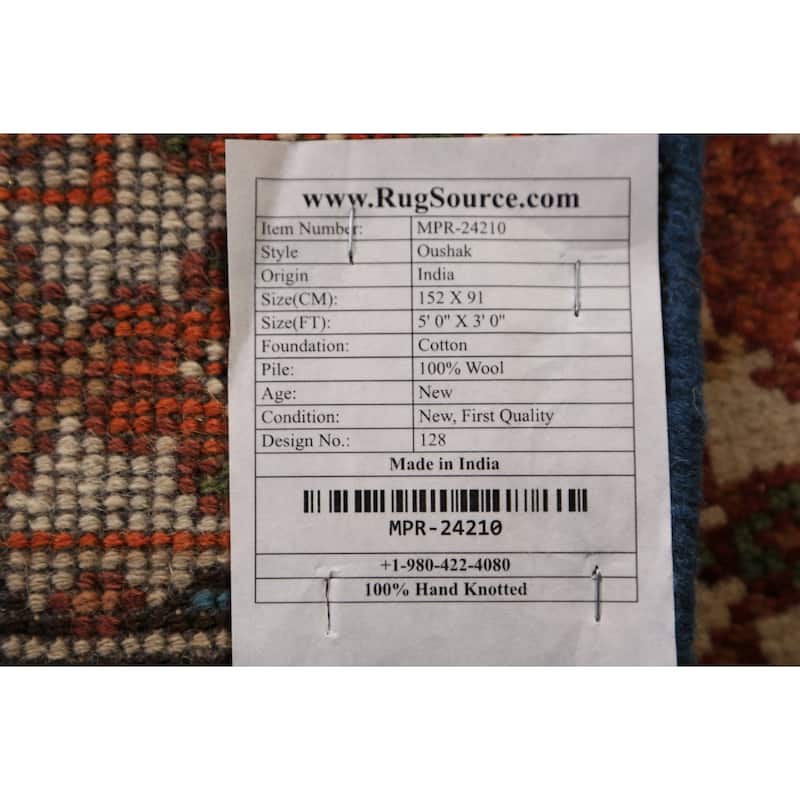 www.RugSource.com
Item Number: MPR-24210
Style Oushak
Origin India
Size(CM): 152 X 91
Size(FT): 5' 0" X 3' 0"
Foundation: Cotton
Pile: 100% Wool
Age: New
Condition: New, First Quality
Design No.: 128
Made in India
MPR-24210
+1-980-422-4080
100% Hand Knotted